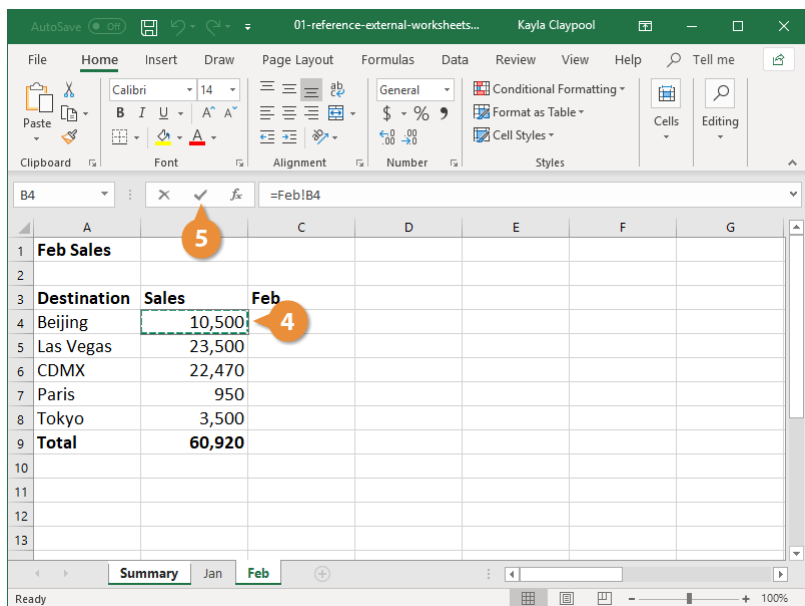 AutoSave Off 01-reference-external-worksheets... Kayla Claypool
File Home Insert Draw Page Layout Formulas Data Review View Help Tell me
Paste
Clipboard
Calibri 14
B I U A A A
Font
ab
Alignment
General
$ % 9
.00 .0
Number
Conditional Formatting
Format as Table
Cell Styles
Styles
Cells
Editing
B4 fx =Feb!B4
A 5 C D E F G
1 Feb Sales
2
3 Destination Sales Feb
4 Beijing 10,500 4
5 Las Vegas 23,500
6 CDMX 22,470
7 Paris 950
8 Tokyo 3,500
9 Total 60,920
10
11
12
13
Summary Jan Feb
Ready 100%